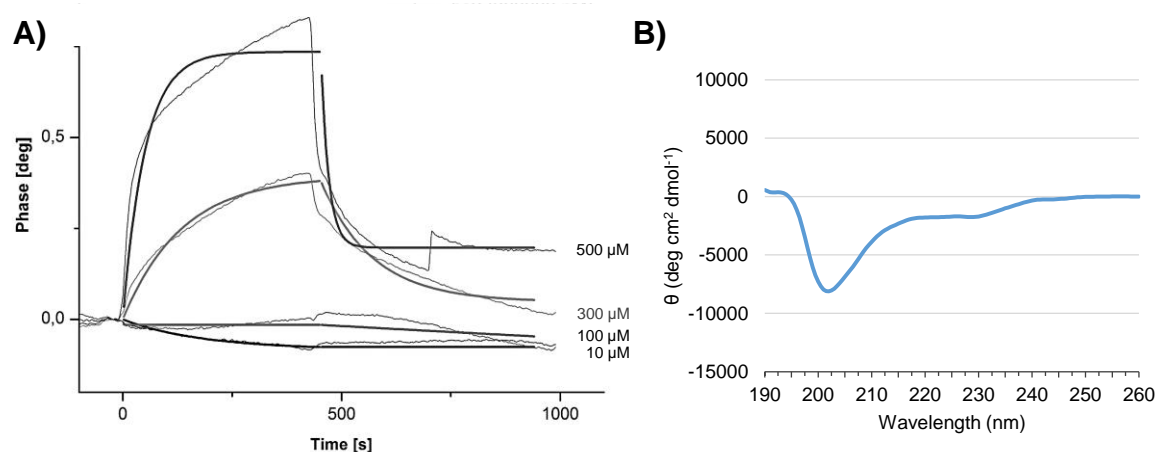 A)
Phase [deg]
0,5
0,0
500 µM
300 µM
100 µM
10 µM
0
500
1000
Time [s]
B)
θ (deg cm² dmol⁻¹)
10000
5000
0
-5000
-10000
-15000
190 200 210 220 230 240 250 260
Wavelength (nm)